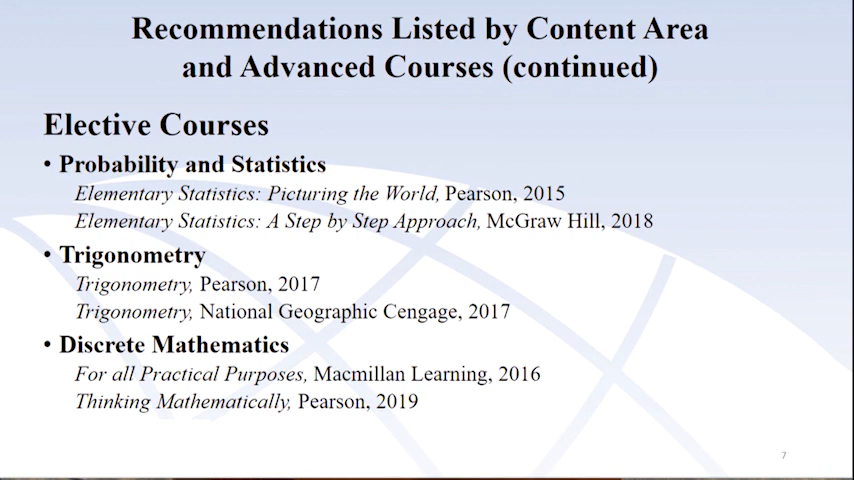 Recommendations Listed by Content Area
and Advanced Courses (continued)
Elective Courses
• Probability and Statistics
Elementary Statistics: Picturing the World, Pearson, 2015
Elementary Statistics: A Step by Step Approach, McGraw Hill, 2018
• Trigonometry
Trigonometry, Pearson, 2017
Trigonometry, National Geographic Cengage, 2017
• Discrete Mathematics
For all Practical Purposes, Macmillan Learning, 2016
Thinking Mathematically, Pearson, 2019
7